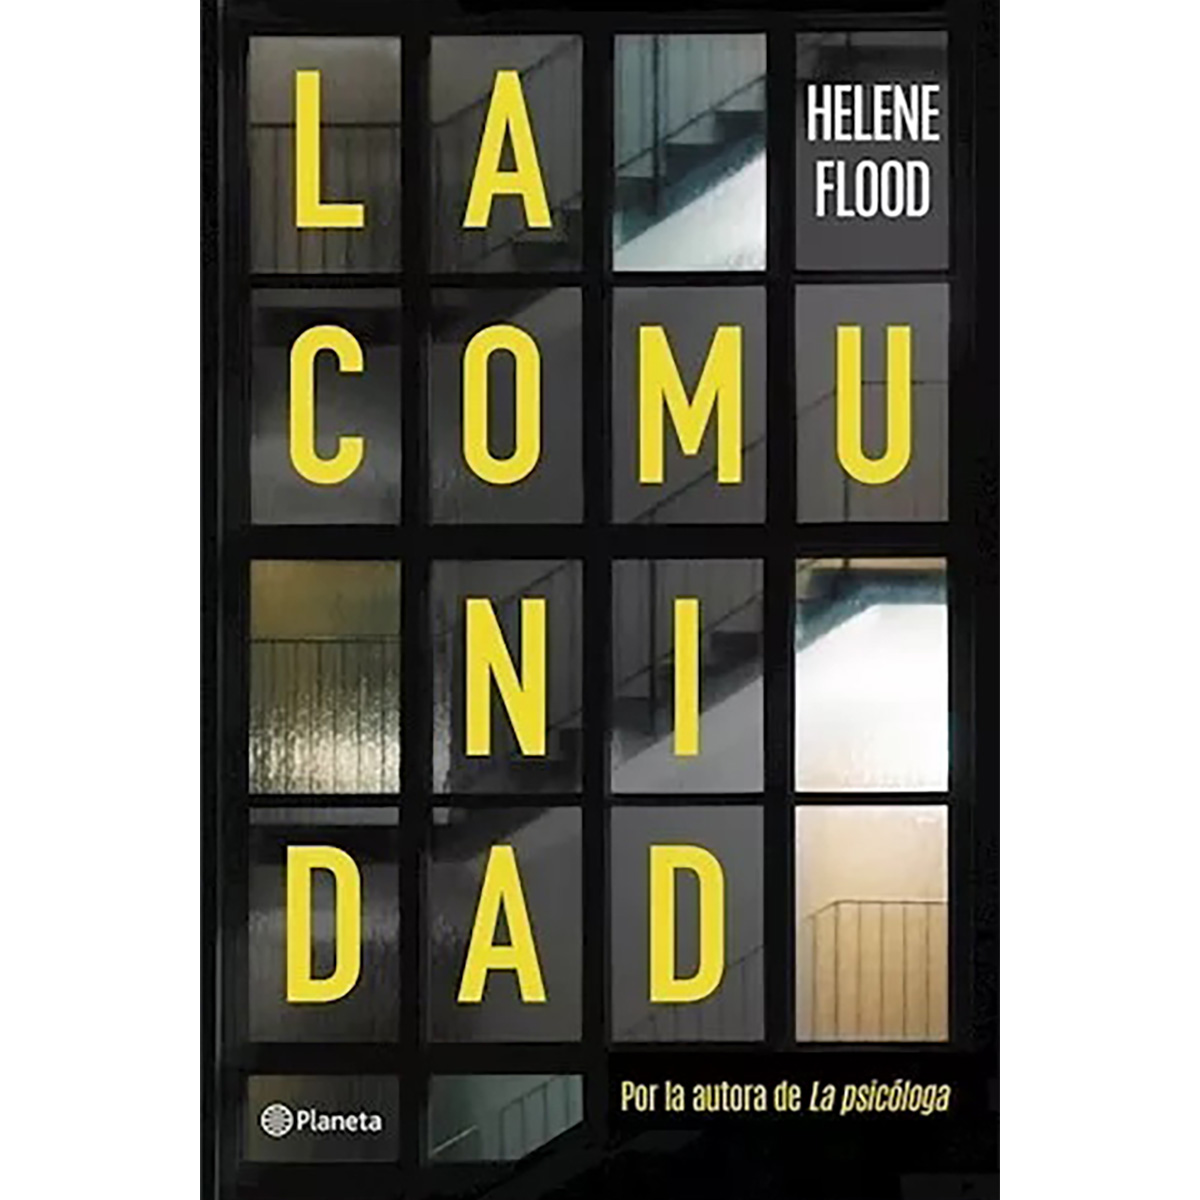 LA
HELENE
FLOOD
COMU
NI
DAD
Por la autora de La psicóloga
Planeta